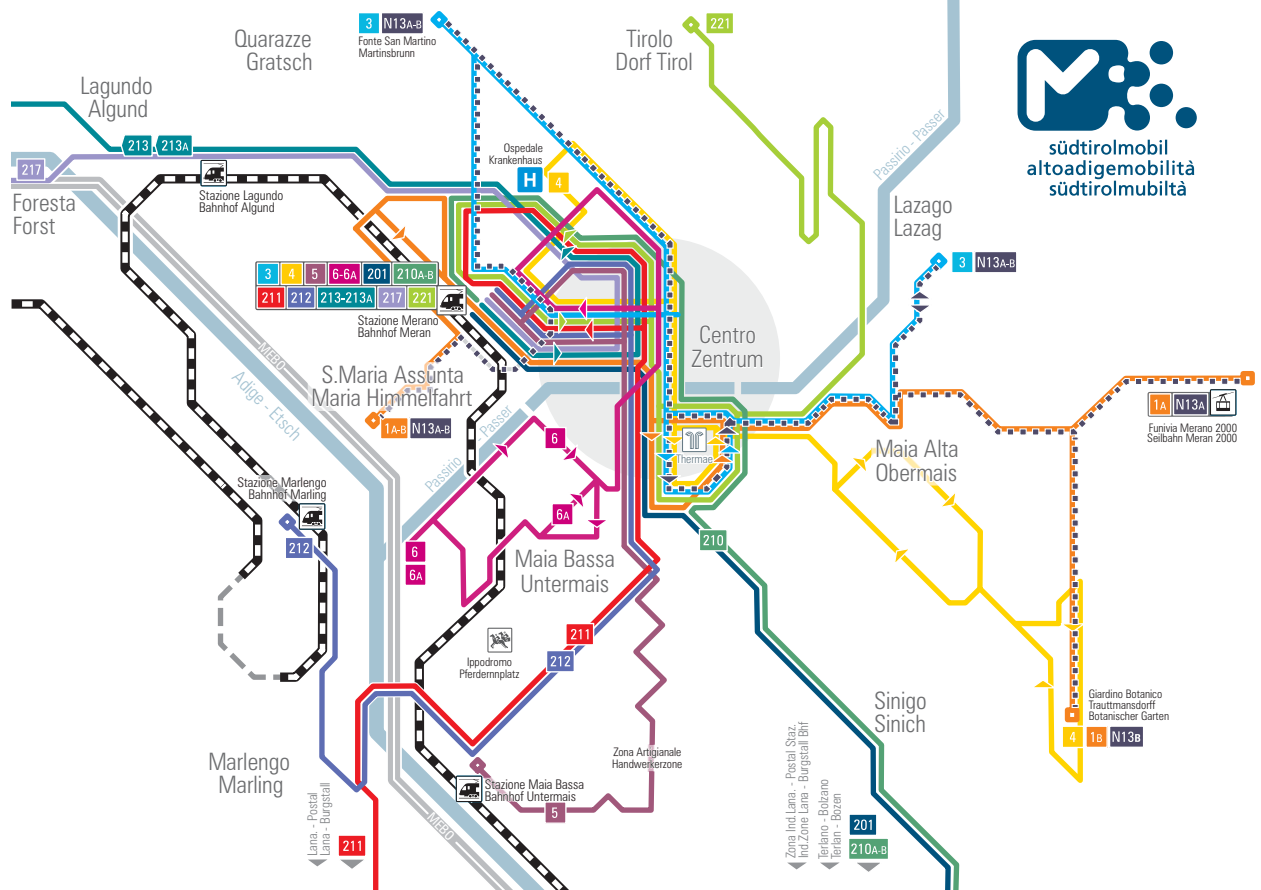 3 N13A-B
Fonte San Martino
Martinsbrunn
Quarazze
Gratsch
Tirolo
Dorf Tirol
221
südtirolmobil
altoadigemobilità
südtirolmubiltà
Lagundo
Algund
213 213A
217
Foresta
Forst
Stazione Lagundo
Bahnhof Algund
Ospedale
Krankenhaus
H 4
Passirio - Passer
Lazago
Lazag
3 N13A-B
3 4 5 6-6A 201 210A-B
211 212 213-213A 217 221
Stazione Merano
Bahnhof Meran
Centro
Zentrum
MEBO
Adige - Etsch
S.Maria Assunta
Maria Himmelfahrt
1A-B N13A-B
Passirio - Passer
1A N13A
Funivia Merano 2000
Seilbahn Meran 2000
Thermae
Maia Alta
Obermais
6
6A
Stazione Marlengo
Bahnhof Marling
212
6
6A
Maia Bassa
Untermais
210
211
212
Ippodromo
Pferdernnplatz
Sinigo
Sinich
Giardino Botanico
Trauttmansdorff
Botanischer Garten
4 1B N13B
Marlengo
Marling
Zona Artigianale
Handwerkerzone
Stazione Maia Bassa
Bahnhof Untermais
5
MEBO
Lana. - Postal
Lana - Burgstall
211
Zona Ind.Lana. - Postal Staz.
Ind.Zone Lana - Burgstall Bhf
Terlano - Bolzano
Terlan - Bozen
201
210A-B